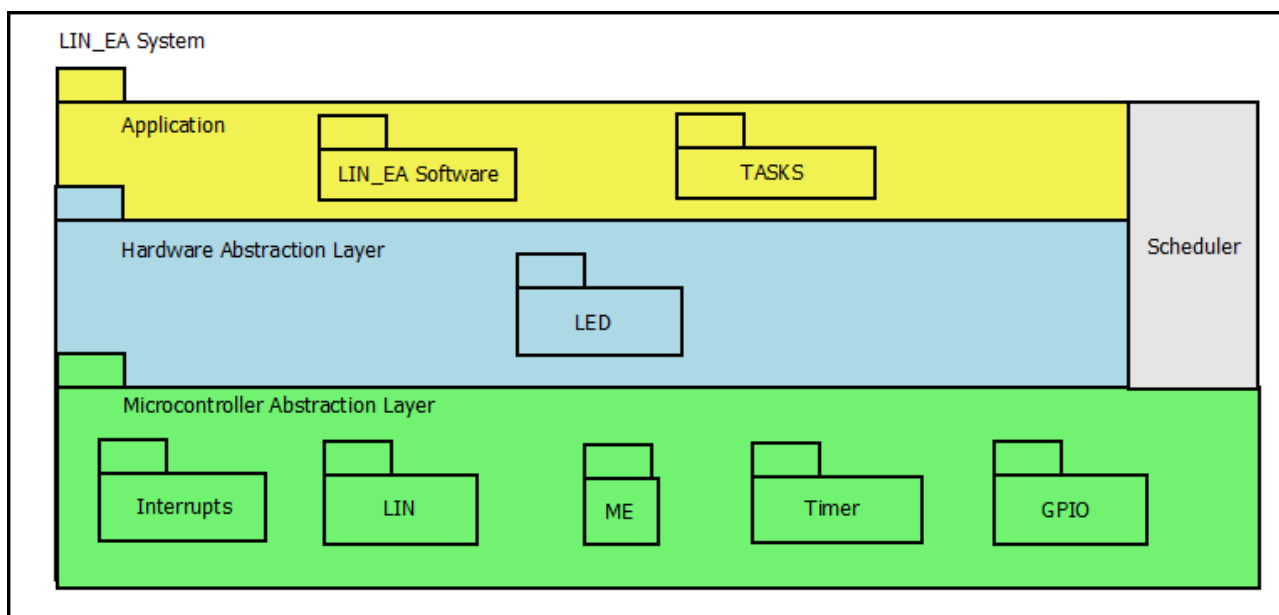 LIN_EA System
Application
LIN_EA Software
TASKS
Scheduler
Hardware Abstraction Layer
LED
Microcontroller Abstraction Layer
Interrupts
LIN
ME
Timer
GPIO